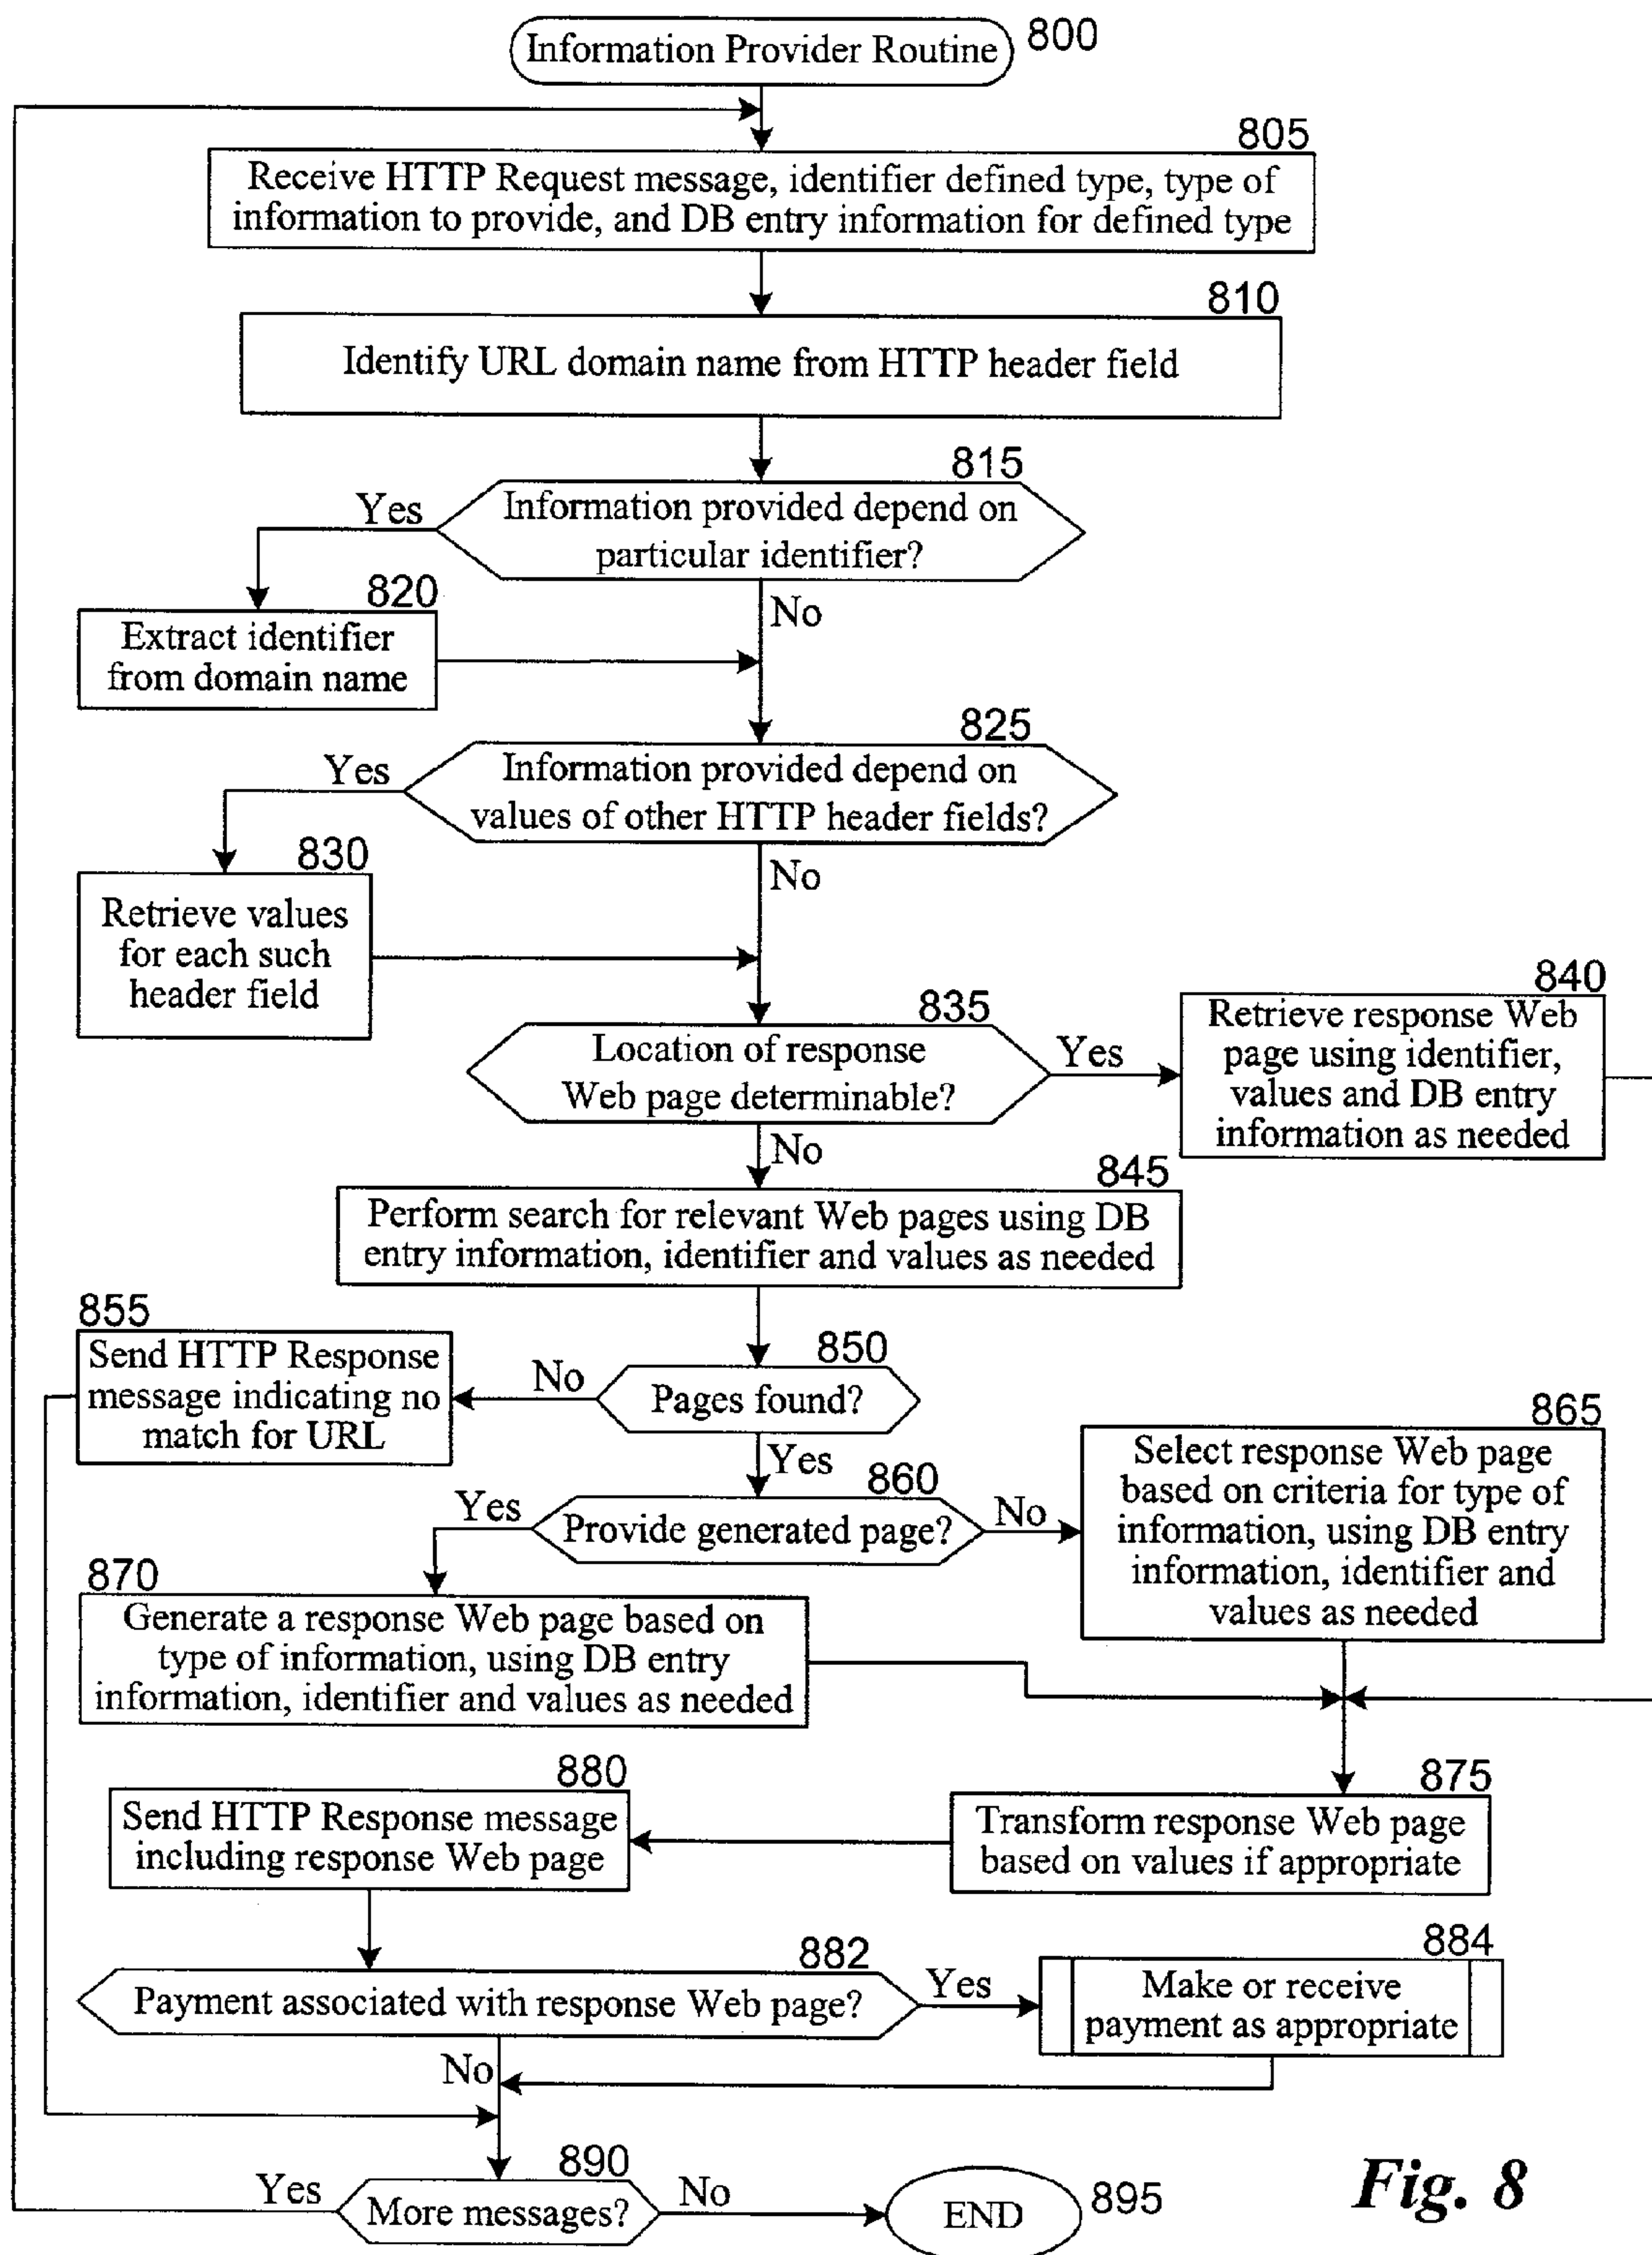 Information Provider Routine
800
805
Receive HTTP Request message, identifier defined type, type of
information to provide, and DB entry information for defined type
810
Identify URL domain name from HTTP header field
815
Information provided depend on
particular identifier?
Yes
No
820
Extract identifier
from domain name
825
Information provided depend on
values of other HTTP header fields?
Yes
No
830
Retrieve values
for each such
header field
835
Location of response
Web page determinable?
Yes
No
840
Retrieve response Web
page using identifier,
values and DB entry
information as needed
845
Perform search for relevant Web pages using DB
entry information, identifier and values as needed
850
Pages found?
No
Yes
855
Send HTTP Response
message indicating no
match for URL
860
Provide generated page?
Yes
No
865
Select response Web page
based on criteria for type of
information, using DB entry
information, identifier and
values as needed
870
Generate a response Web page based on
type of information, using DB entry
information, identifier and values as needed
875
Transform response Web page
based on values if appropriate
880
Send HTTP Response message
including response Web page
882
Payment associated with response Web page?
Yes
No
884
Make or receive
payment as appropriate
890
More messages?
Yes
No
END
895
Fig. 8